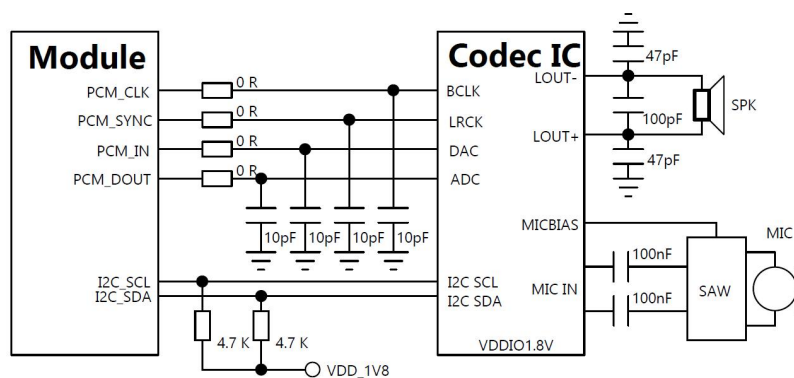 Module
Codec IC
PCM_CLK
0 R
BCLK
PCM_SYNC
0 R
LRCK
PCM_IN
0 R
DAC
PCM_DOUT
0 R
ADC
10pF
10pF
10pF
10pF
I2C_SCL
I2C SCL
I2C_SDA
I2C SDA
4.7 K
4.7 K
VDD_1V8
47pF
LOUT-
100pF
SPK
LOUT+
47pF
MICBIAS
MIC
100nF
MIC IN
SAW
100nF
VDDIO1.8V